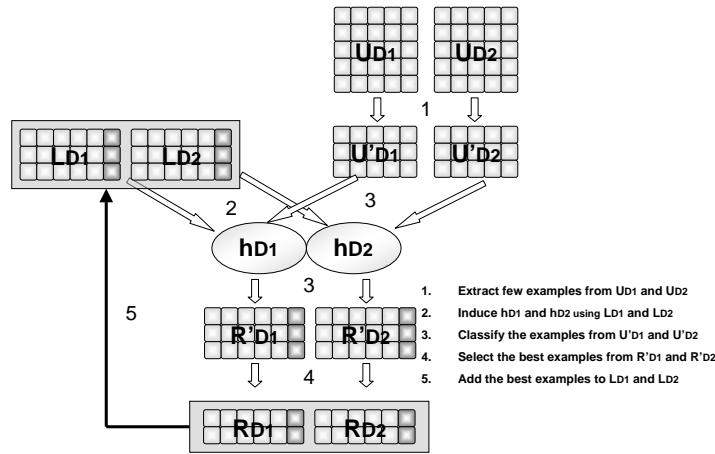 UD1 UD2
1
U'D1 U'D2
LD1 LD2
2 3
hD1 hD2
3
5
R'D1 R'D2
4
RD1 RD2
1. Extract few examples from UD1 and UD2
2. Induce hD1 and hD2 using LD1 and LD2
3. Classify the examples from U'D1 and U'D2
4. Select the best examples from R'D1 and R'D2
5. Add the best examples to LD1 and LD2